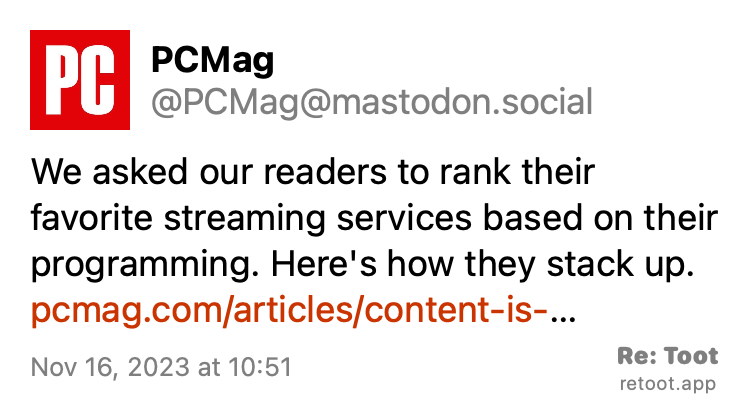 PC
PCMag
@PCMag@mastodon.social
We asked our readers to rank their
favorite streaming services based on their
programming. Here's how they stack up.
pcmag.com/articles/content-is-...
Nov 16, 2023 at 10:51
Re: Toot
retoot.app